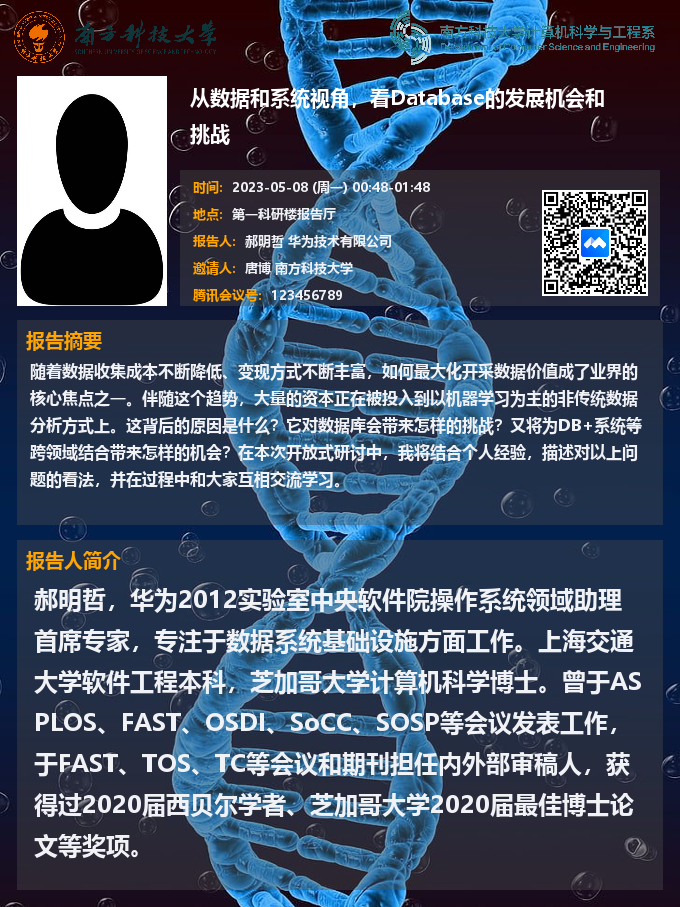 南方科技大学
SOUTHERN UNIVERSITY OF SCIENCE AND TECHNOLOGY
南方科技大学计算机科学与工程系
Department of Computer Science and Engineering
从数据和系统视角，看Database的发展机会和
挑战
时间：2023-05-08 (周一) 00:48-01:48
地点：第一科研楼报告厅
报告人：郝明哲 华为技术有限公司
邀请人：唐博 南方科技大学
腾讯会议号：123456789
报告摘要
随着数据收集成本不断降低、变现方式不断丰富，如何最大化开采数据价值成了业界的
核心焦点之一。伴随这个趋势，大量的资本正在被投入到以机器学习为主的非传统数据
分析方式上。这背后的原因是什么？它对数据库会带来怎样的挑战？又将为DB+系统等
跨领域结合带来怎样的机会？在本次开放式研讨中，我将结合个人经验，描述对以上问
题的看法，并在过程中和大家互相交流学习。
报告人简介
郝明哲，华为2012实验室中央软件院操作系统领域助理
首席专家，专注于数据系统基础设施方面工作。上海交通
大学软件工程本科，芝加哥大学计算机科学博士。曾于AS
PLOS、FAST、OSDI、SoCC、SOSP等会议发表工作，
于FAST、TOS、TC等会议和期刊担任内外部审稿人，获
得过2020届西贝尔学者、芝加哥大学2020届最佳博士论
文等奖项。